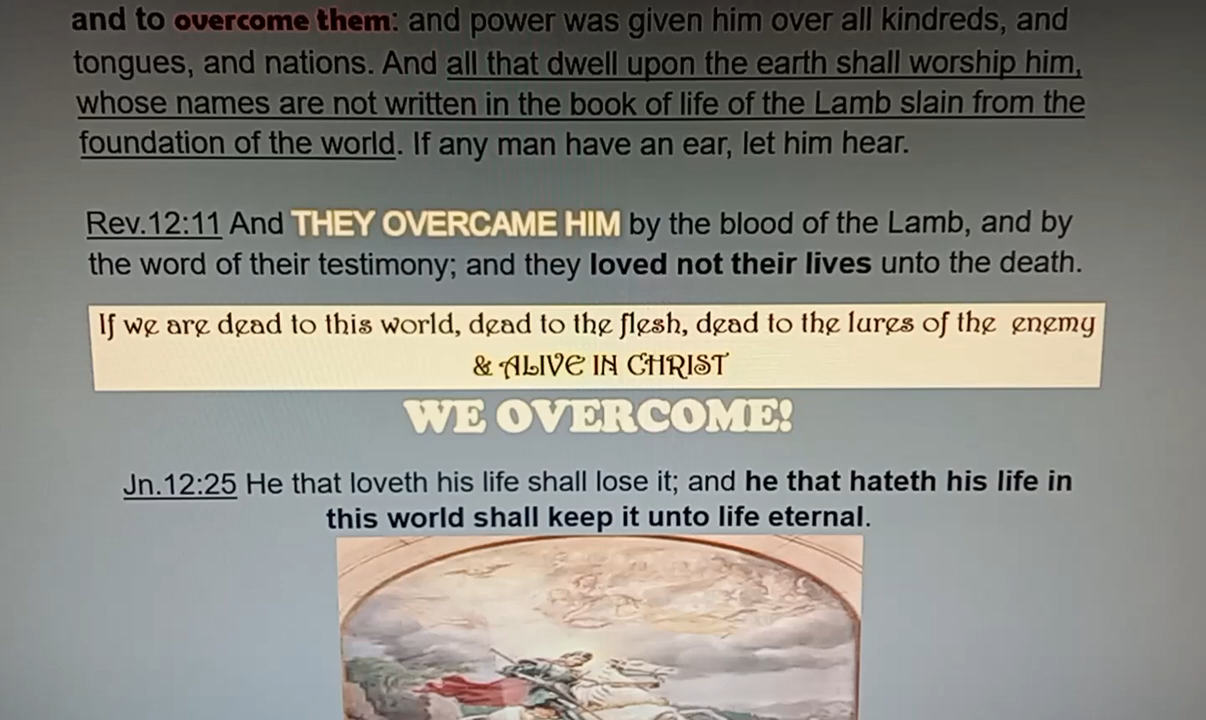 and to overcome them: and power was given him over all kindreds, and
tongues, and nations. And all that dwell upon the earth shall worship him,
whose names are not written in the book of life of the Lamb slain from the
foundation of the world. If any man have an ear, let him hear.
Rev.12:11 And THEY OVERCAME HIM by the blood of the Lamb, and by
the word of their testimony; and they loved not their lives unto the death.
If we are dead to this world, dead to the flesh, dead to the lures of the enemy
& ALIVE IN CHRIST
WE OVERCOME!
Jn.12:25 He that loveth his life shall lose it; and he that hateth his life in
this world shall keep it unto life eternal.